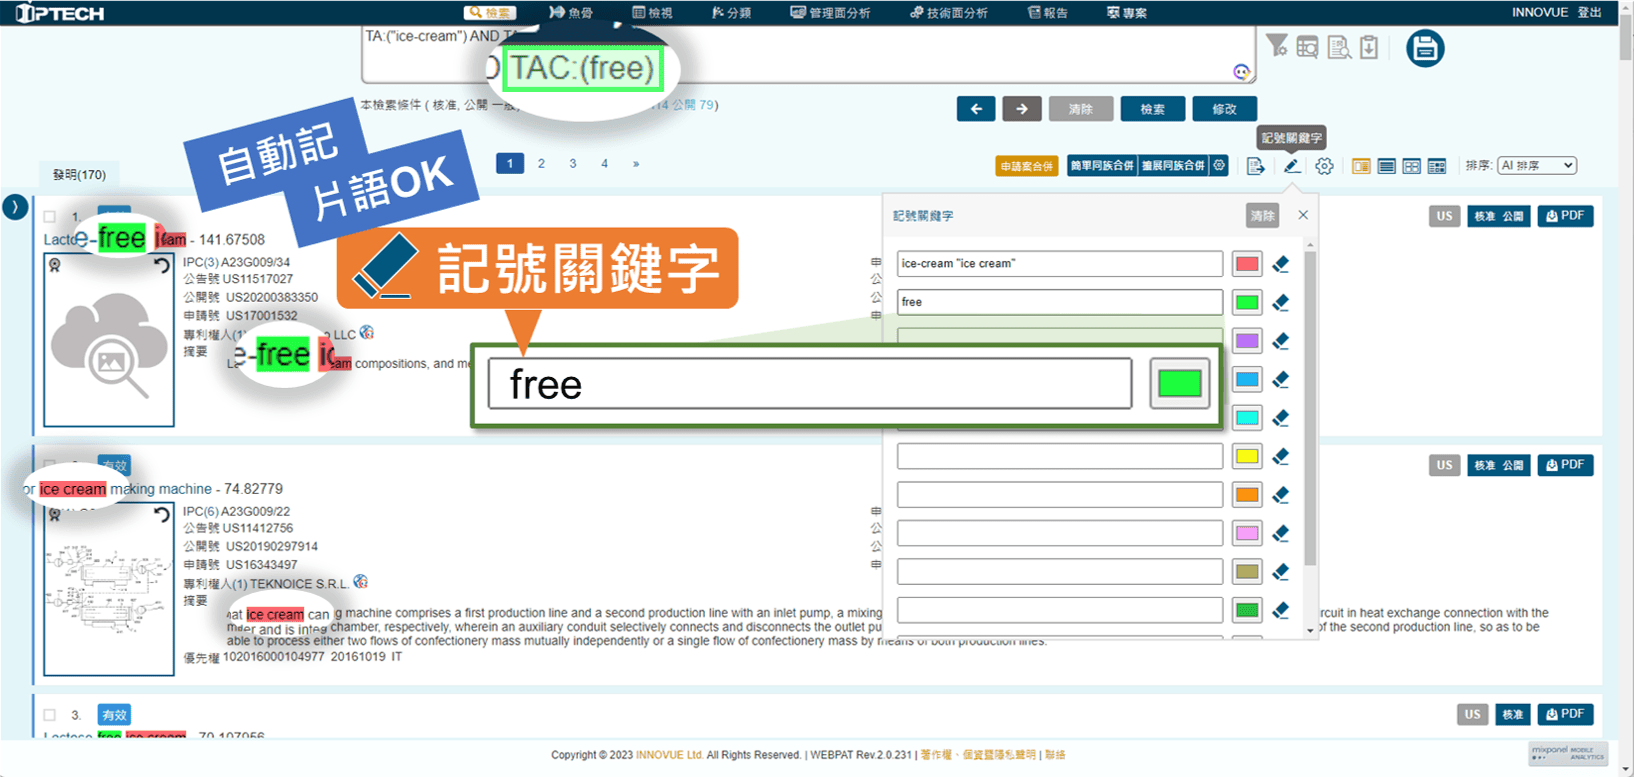 IPTECH
檢索 魚骨 檢視 分類 管理面分析 技術面分析 報告 專案
INNOVUE 登出
TA:("ice-cream") AND TA
TAC:(free)
本檢索條件 ( 核准, 公開 一般
14 公開 79)
清除 檢索 修改
記號關鍵字
自動記
片語OK
1 2 3 4 »
發明(170)
申請案合併 簡單同族合併 擴展同族合併
排序: AI 排序
記號關鍵字 清除 ×
ice-cream "ice cream"
free
記號關鍵字
free
1. 有效
US 核准 公開 PDF
Lactose-free ice cream - 141.67508
IPC(3) A23G009/34
公告號 US11517027
公開號 US20200383350
申請號 US17001532
專利權人(1) LLC
摘要
e-free ic
am compositions, and me
有效
US 核准 公開 PDF
or ice cream making machine - 74.82779
IPC(6) A23G009/22
公告號 US11412756
公開號 US20190297914
申請號 US16343497
專利權人(1) TEKNOICE S.R.L.
摘要
at ice cream can
g machine comprises a first production line and a second production line with an inlet pump, a mixing
rcuit in heat exchange connection with the
and is integ
chamber, respectively, wherein an auxiliary conduit selectively connects and disconnects the outlet pu
of the second production line, so as to be
able to process either two flows of confectionery mass mutually independently or a single flow of confectionery mass by means of both production lines.
優先權 102016000104977 20161019 IT
3. 有效
US 核准 PDF
Lactose free ice cream - 70.107956
Copyright © 2023 INNOVUE Ltd. All Rights Reserved. | WEBPAT Rev.2.0.231 | 著作權、個資暨隱私聲明 | 聯絡
mixpanel MOBILE ANALYTICS